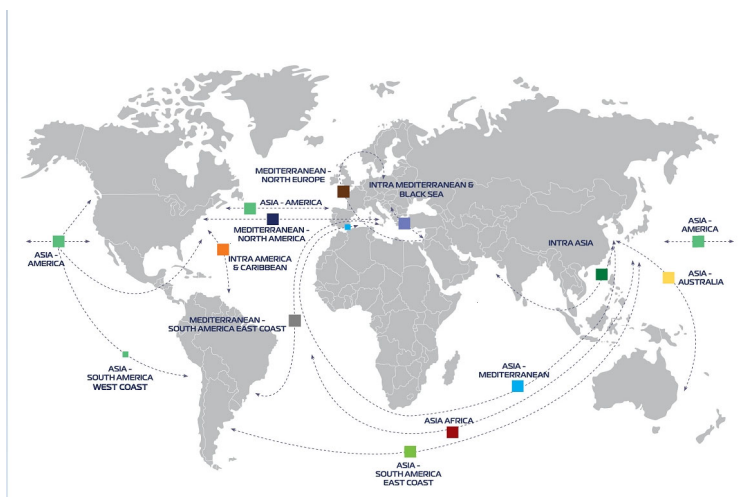 MEDITERRANEAN -
NORTH EUROPE
INTRA MEDITERRANEAN &
BLACK SEA
ASIA - AMERICA
MEDITERRANEAN -
NORTH AMERICA
ASIA -
AMERICA
INTRA AMERICA
& CARIBBEAN
INTRA ASIA
ASIA -
AMERICA
ASIA -
AUSTRALIA
MEDITERRANEAN -
SOUTH AMERICA EAST COAST
ASIA -
SOUTH AMERICA
WEST COAST
ASIA -
MEDITERRANEAN
ASIA AFRICA
ASIA -
SOUTH AMERICA
EAST COAST